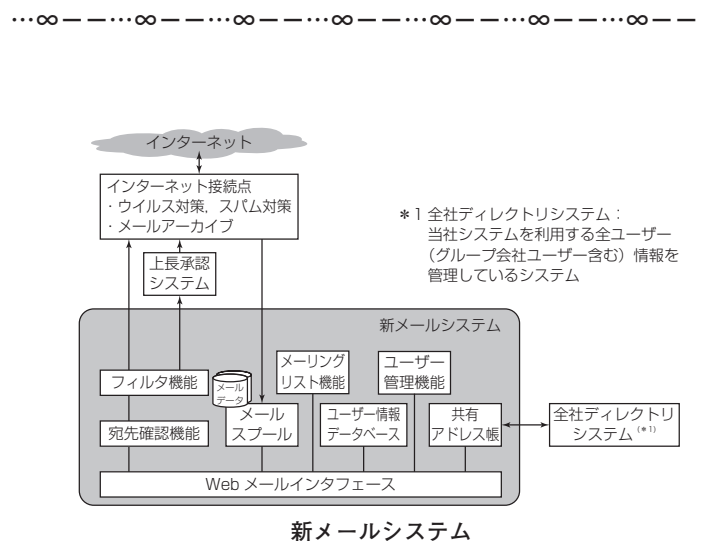 …∞――…∞―…∞――…∞―…∞―…∞――
インターネット
インターネット接続点
・ウイルス対策，スパム対策
・メールアーカイブ
＊1 全社ディレクトリシステム：
当社システムを利用する全ユーザー
（グループ会社ユーザー含む）情報を
管理しているシステム
上長承認
システム
新メールシステム
フィルタ機能
メール
データ
メーリング
リスト機能
ユーザー
管理機能
宛先確認機能
メール
スプール
ユーザー情報
データベース
共有
アドレス帳
全社ディレクトリ
システム（＊1）
Web メールインタフェース
新メールシステム